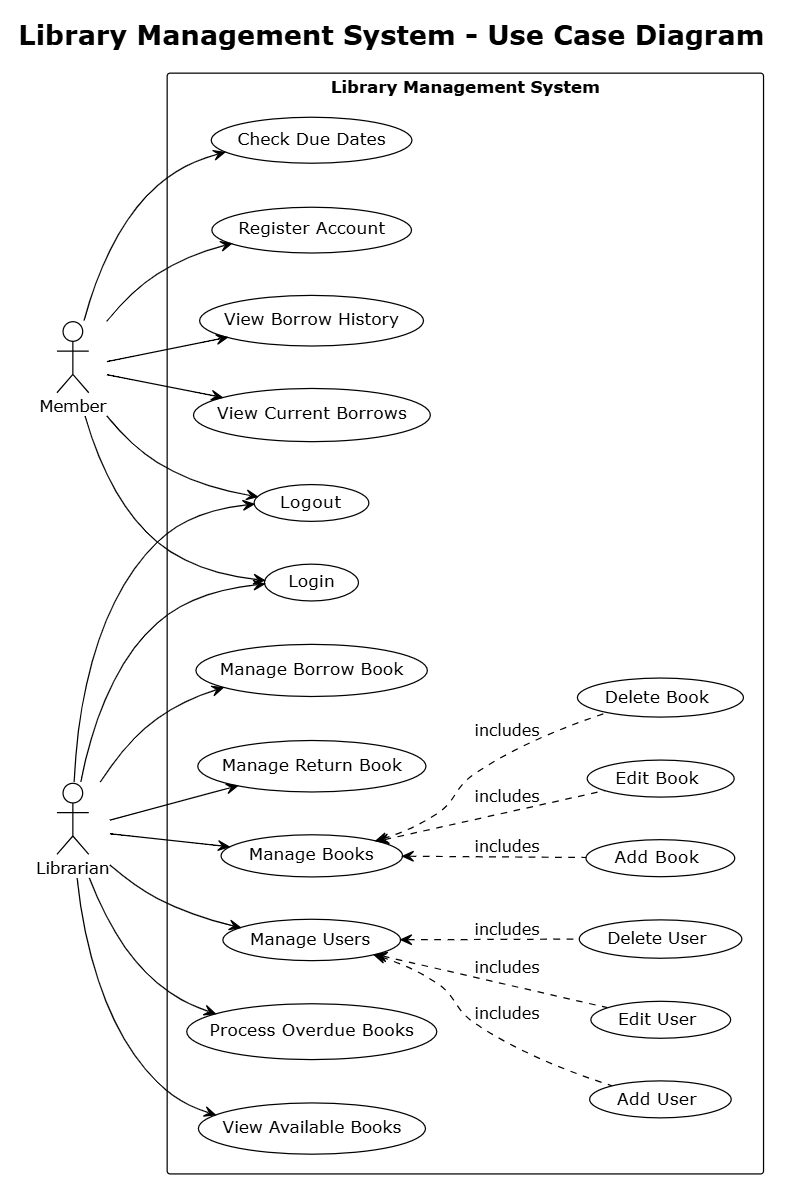 Library Management System - Use Case Diagram
Library Management System
Check Due Dates
Register Account
View Borrow History
Member
View Current Borrows
Logout
Login
Manage Borrow Book
Delete Book
includes
Manage Return Book
Edit Book
includes
Manage Books
includes
Add Book
Librarian
Manage Users
includes
Delete User
includes
Edit User
includes
Process Overdue Books
Add User
View Available Books